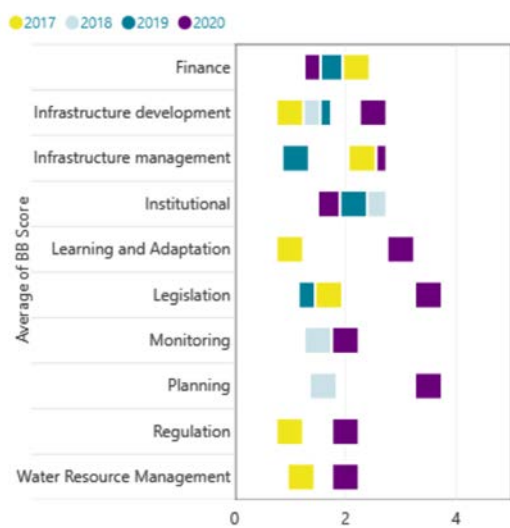 2017 2018 2019 2020
Average of BB Score
Finance
Infrastructure development
Infrastructure management
Institutional
Learning and Adaptation
Legislation
Monitoring
Planning
Regulation
Water Resource Management
0 2 4